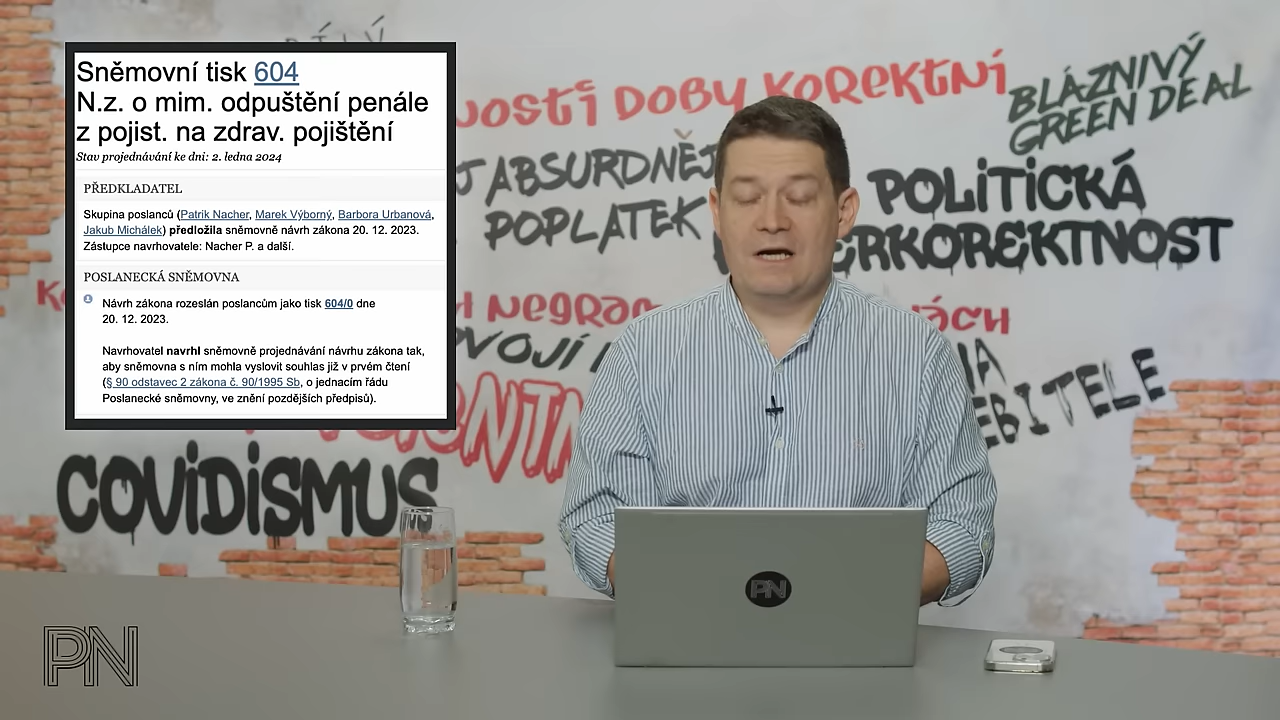 Sněmovní tisk 604
N.z. o mim. odpuštění penále
z pojist. na zdrav. pojištění
Stav projednávání ke dni: 2. ledna 2024
PŘEDKLADATEL
Skupina poslanců (Patrik Nacher, Marek Výborný, Barbora Urbanová,
Jakub Michálek) předložila sněmovně návrh zákona 20. 12. 2023.
Zástupce navrhovatele: Nacher P. a další.
POSLANECKÁ SNĚMOVNA
Návrh zákona rozeslán poslancům jako tisk 604/0 dne
20. 12. 2023.
Navrhovatel navrhl sněmovně projednávání návrhu zákona tak,
aby sněmovna s ním mohla vyslovit souhlas již v prvém čtení
(§ 90 odstavec 2 zákona č. 90/1995 Sb, o jednacím řádu
Poslanecké sněmovny, ve znění pozdějších předpisů).
DOBY KOREKTNÍ
BLÁZNIVÝ
GREEN DEAL
ABSURDNĚJ
POPLATEK
POLITICKÁ
ERKOREKTNOST
COVIDISMUS
PN
PN